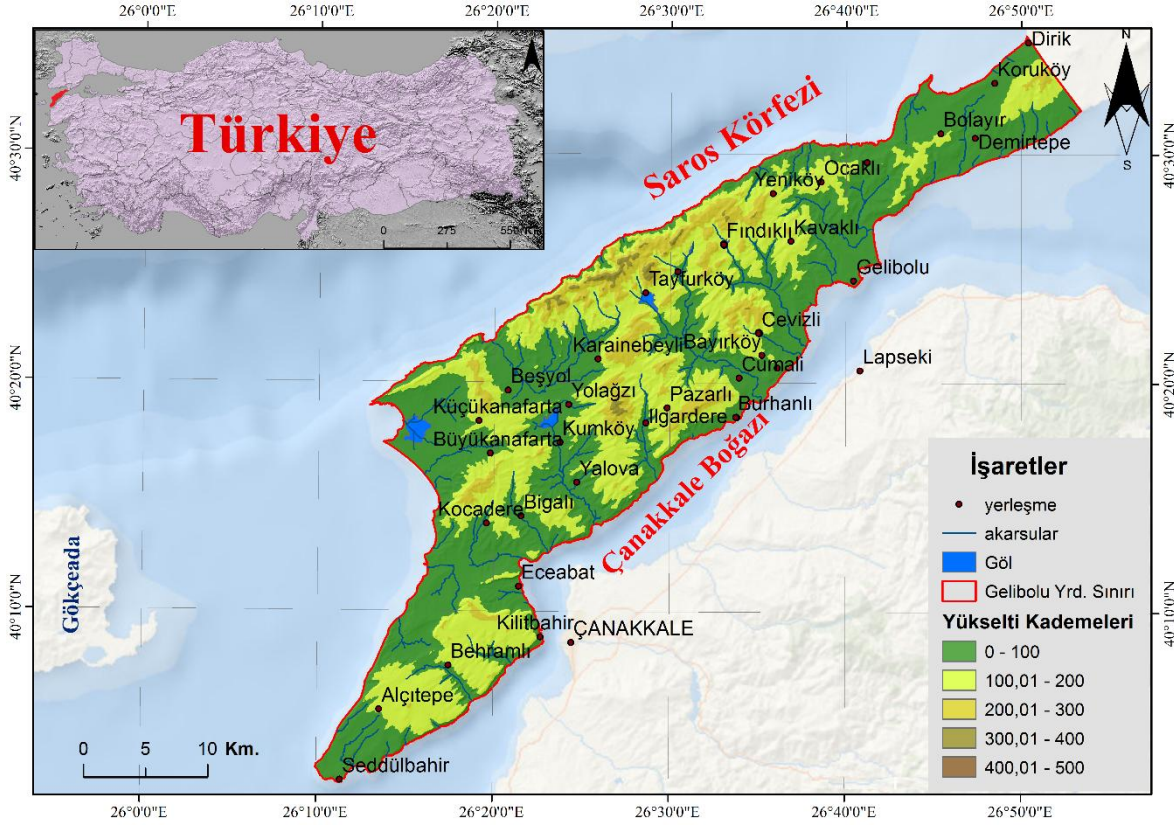 26°0'0"E
26°10'0"E
26°20'0"E
26°30'0"E
26°40'0"E
26°50'0"E
Türkiye
0
275
N
S
40°30'0"N
40°20'0"N
40°10'0"N
40°30'0"N
40°20'0"N
40°10'0"N
Saros Körfezi
Dirik
Koruköy
Bolayır
Demirtepe
Ocaklı
Yeniköy
Fındıklı
Kavaklı
Gelibolu
Tayfurköy
Cevizli
Bayırköy
Karainebeyli
Cumalı
Lapseki
Beşyol
Yolağzı
Pazarlı
Burhanlı
Ilgardere
Küçükanafarta
Kumköy
Büyükanafarta
Yalova
Bigalı
Kocadere
Çanakkale Boğazı
Eceabat
Kilitbahir
ÇANAKKALE
Behramlı
Alçıtepe
Seddülbahir
Gökçeada
0 5 10 Km.
İşaretler
yerleşme
akarsular
Göl
Gelibolu Yrd. Sınırı
Yükselti Kademeleri
0 - 100
100,01 - 200
200,01 - 300
300,01 - 400
400,01 - 500
26°0'0"E
26°10'0"E
26°20'0"E
26°30'0"E
26°40'0"E
26°50'0"E